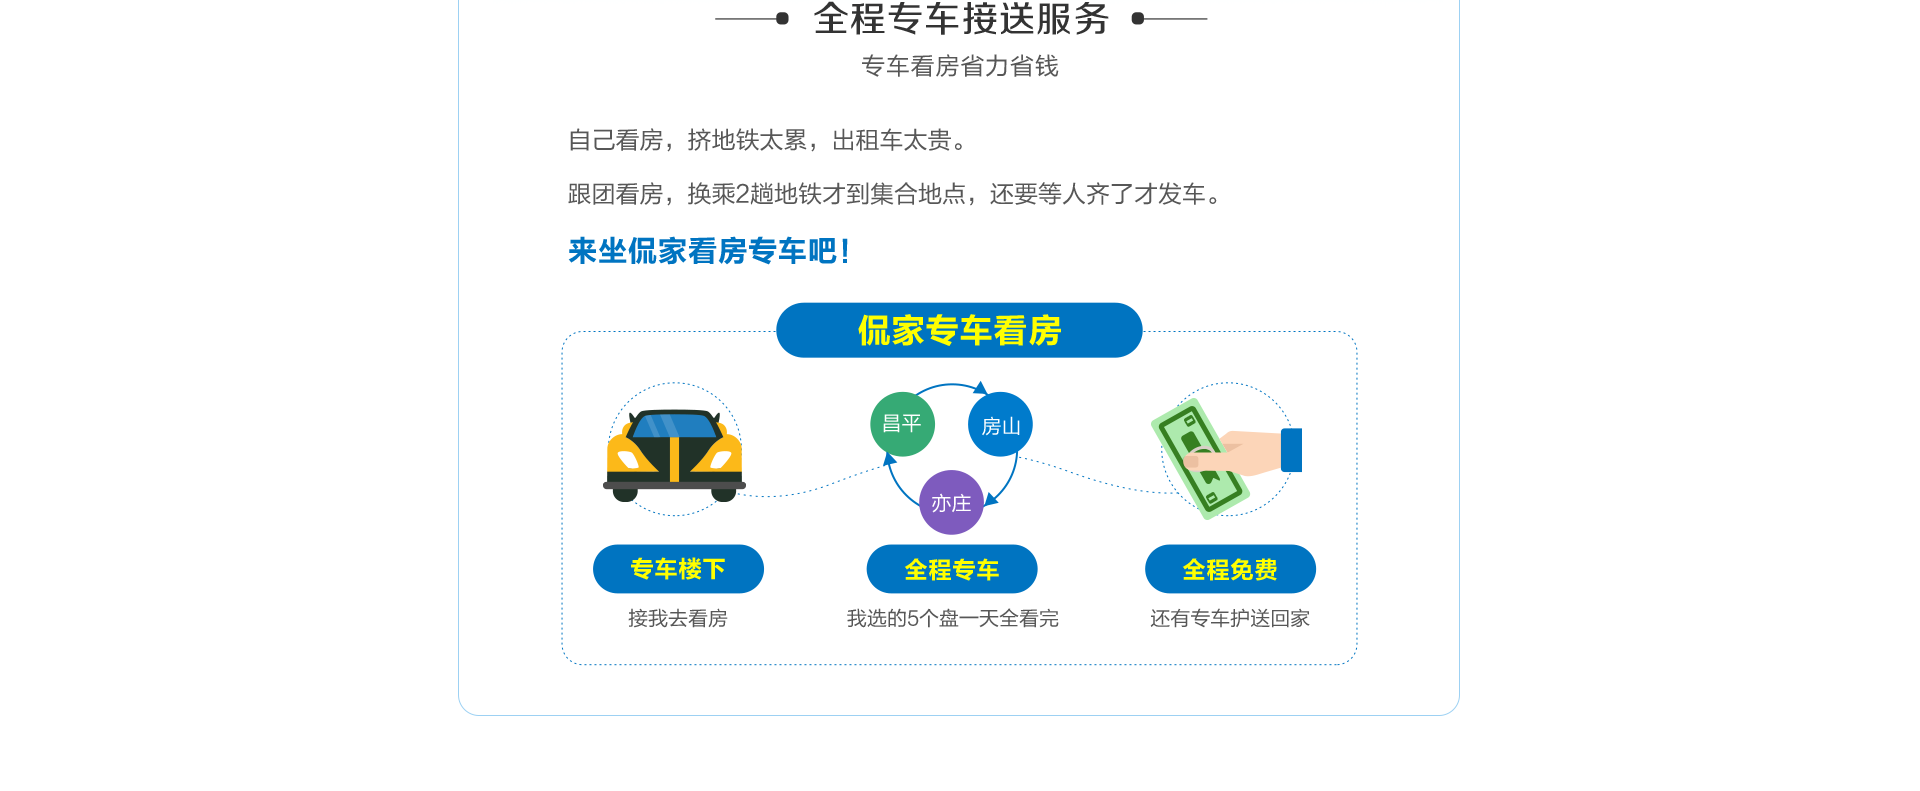 全程专车接送服务
专车看房省力省钱
自己看房，挤地铁太累，出租车太贵。
跟团看房，换乘2趟地铁才到集合地点，还要等人齐了才发车。
来坐侃家看房专车吧！
侃家专车看房
昌平
房山
亦庄
专车楼下
接我去看房
全程专车
我选的5个盘一天全看完
全程免费
还有专车护送回家